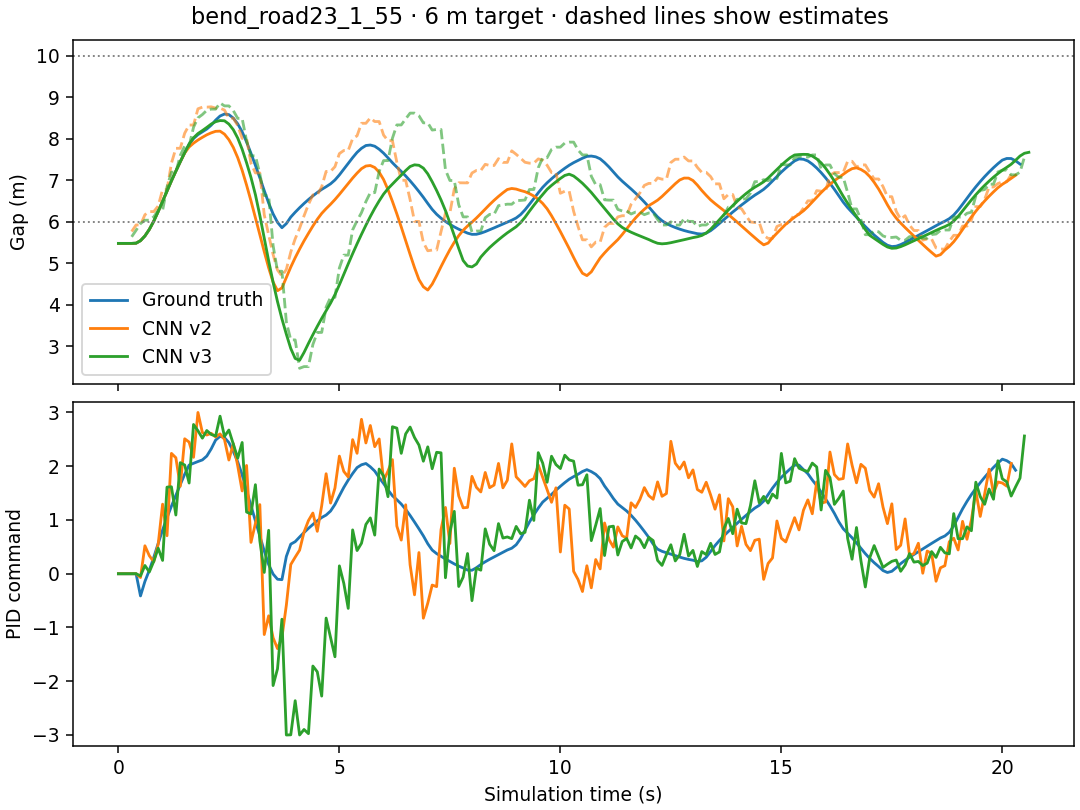 bend_road23_1_55 · 6 m target · dashed lines show estimates
10
9
8
7
6
5
4
3
Gap (m)
Ground truth
CNN v2
CNN v3
3
2
1
0
−1
−2
−3
PID command
0 5 10 15 20
Simulation time (s)